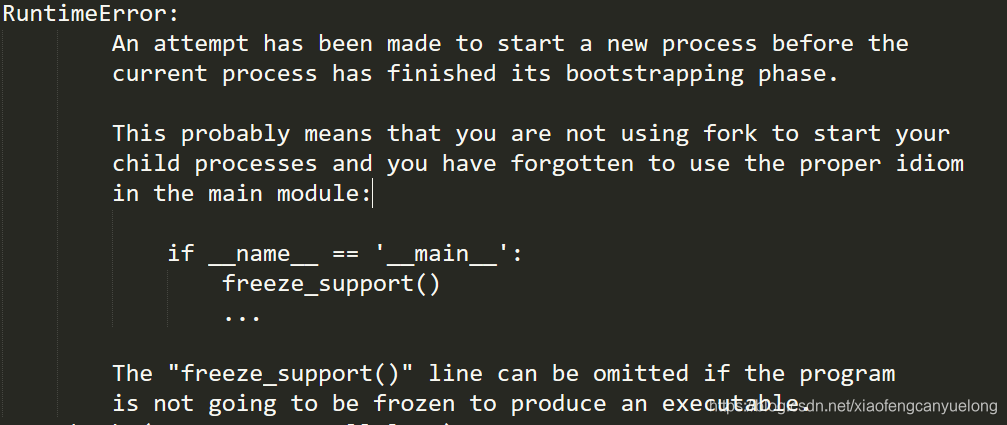 RuntimeError:
An attempt has been made to start a new process before the
current process has finished its bootstrapping phase.
This probably means that you are not using fork to start your
child processes and you have forgotten to use the proper idiom
in the main module:
if __name__ == '__main__':
freeze_support()
...
The "freeze_support()" line can be omitted if the program
is not going to be frozen to produce an executable.
https://blog.csdn.net/xiaofengcanyuelong